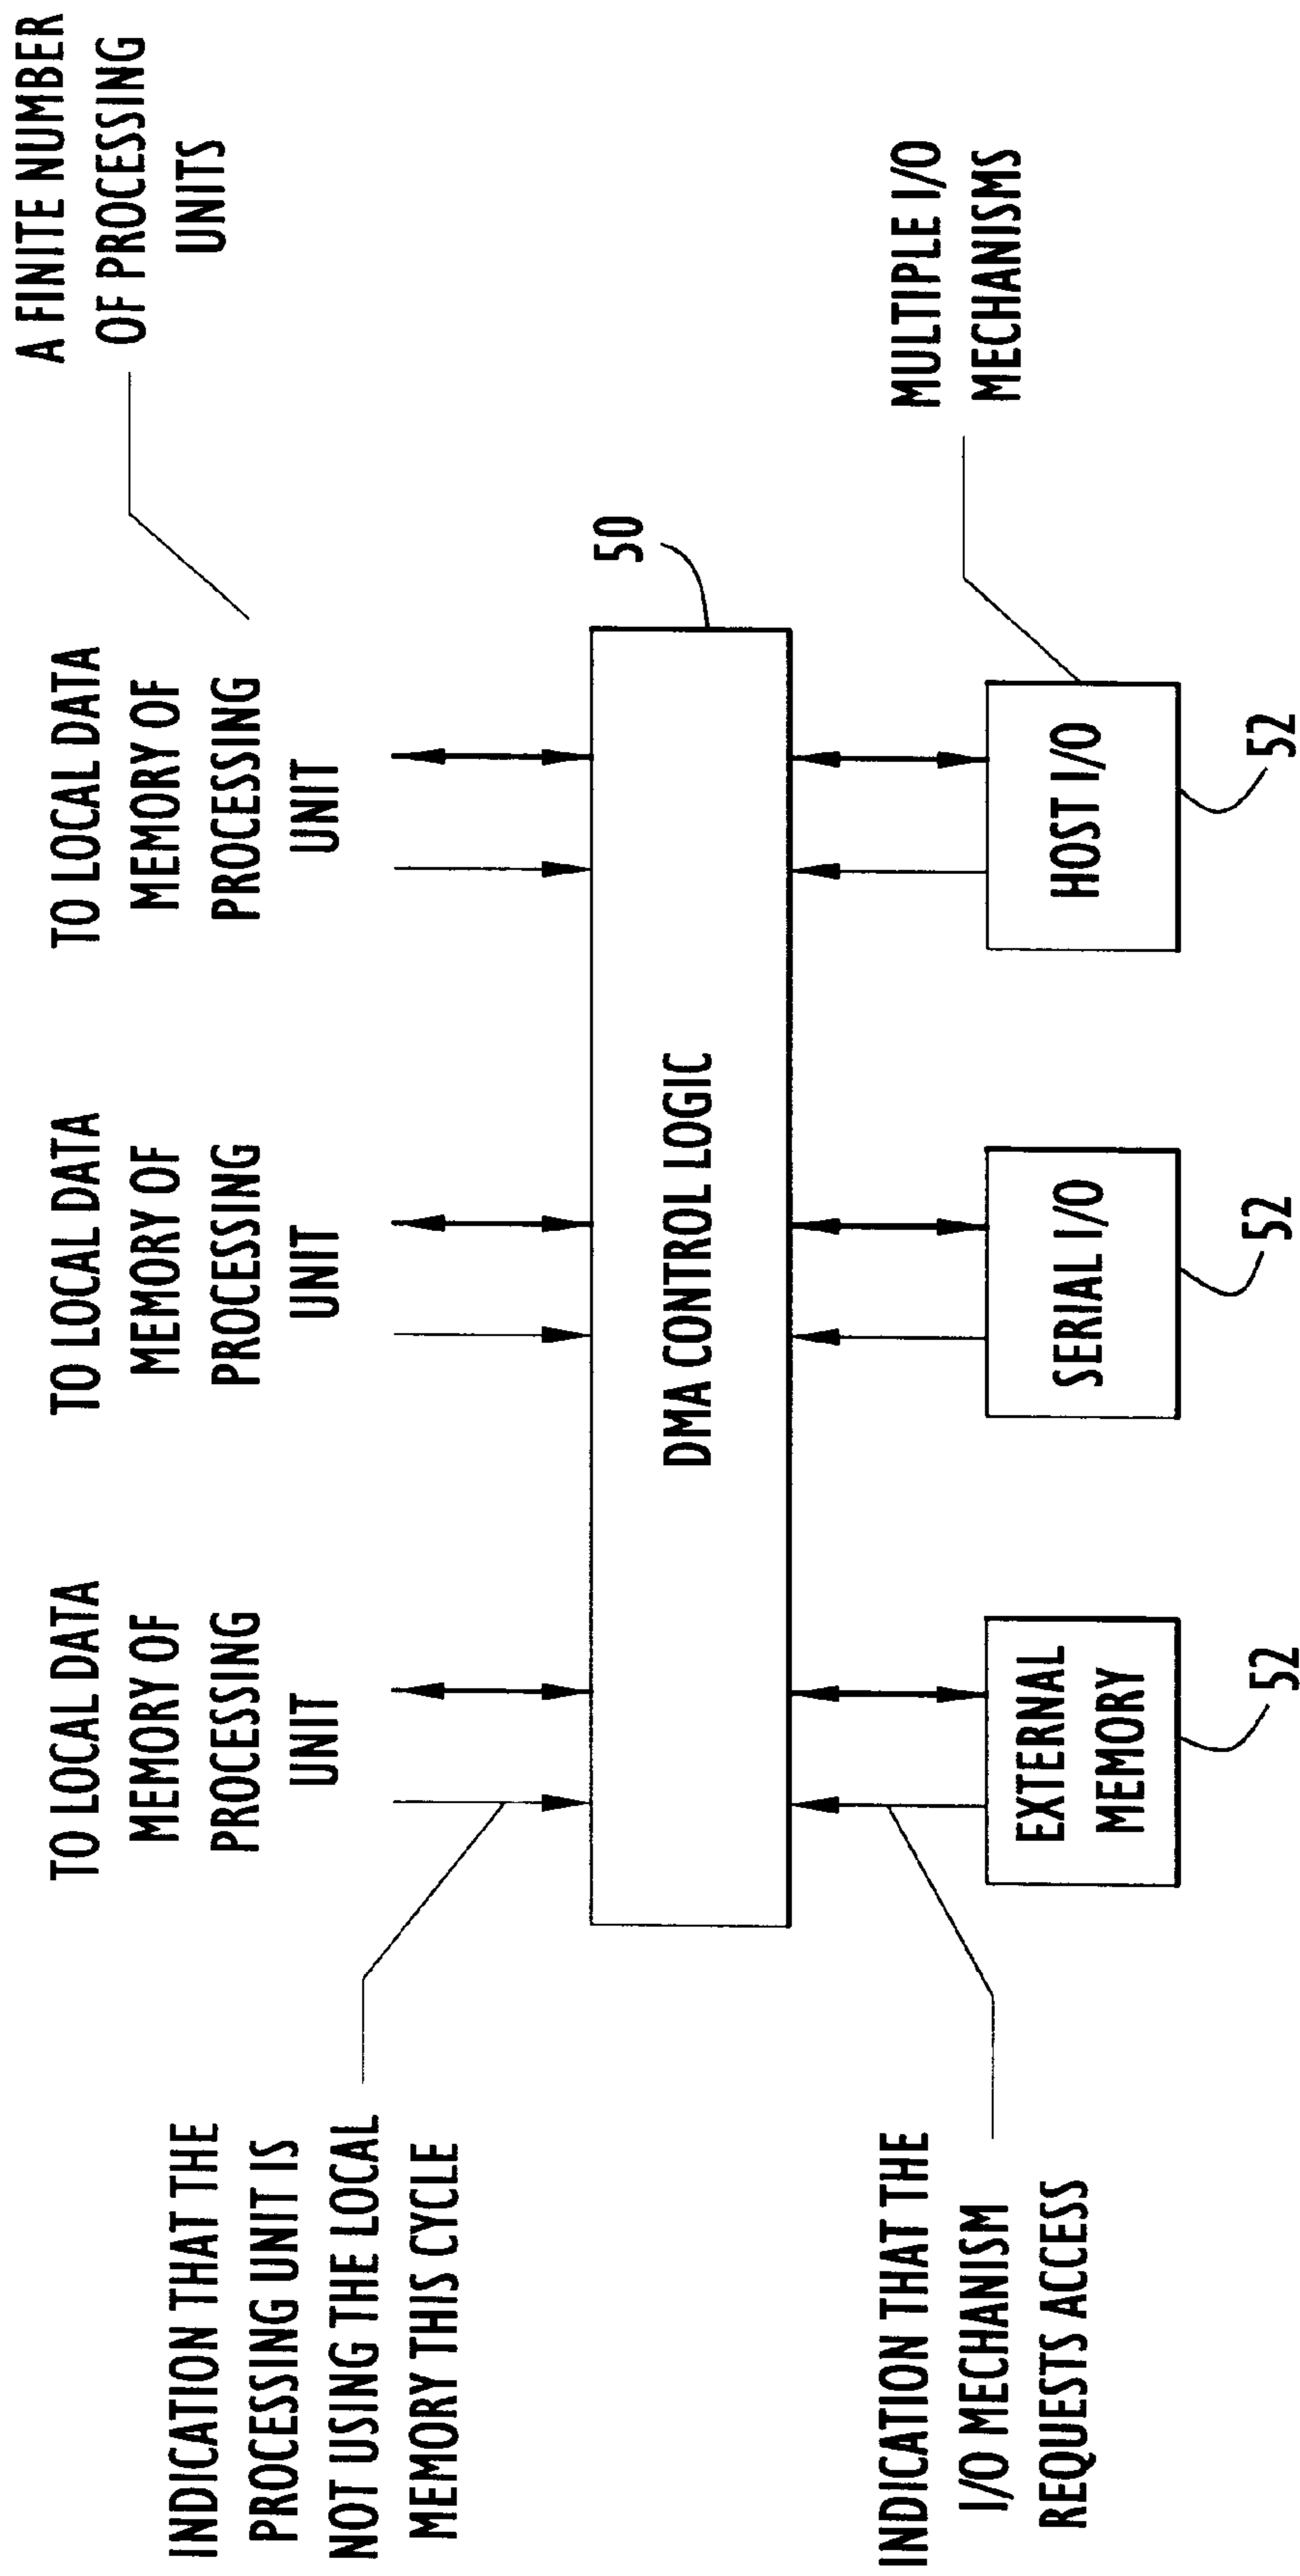 A FINITE NUMBER
OF PROCESSING
UNITS
TO LOCAL DATA
MEMORY OF
PROCESSING
UNIT
TO LOCAL DATA
MEMORY OF
PROCESSING
UNIT
TO LOCAL DATA
MEMORY OF
PROCESSING
UNIT
INDICATION THAT THE
PROCESSING UNIT IS
NOT USING THE LOCAL
MEMORY THIS CYCLE
50
DMA CONTROL LOGIC
INDICATION THAT THE
I/O MECHANISM
REQUESTS ACCESS
EXTERNAL
MEMORY
52
SERIAL I/O
52
HOST I/O
52
MULTIPLE I/O
MECHANISMS